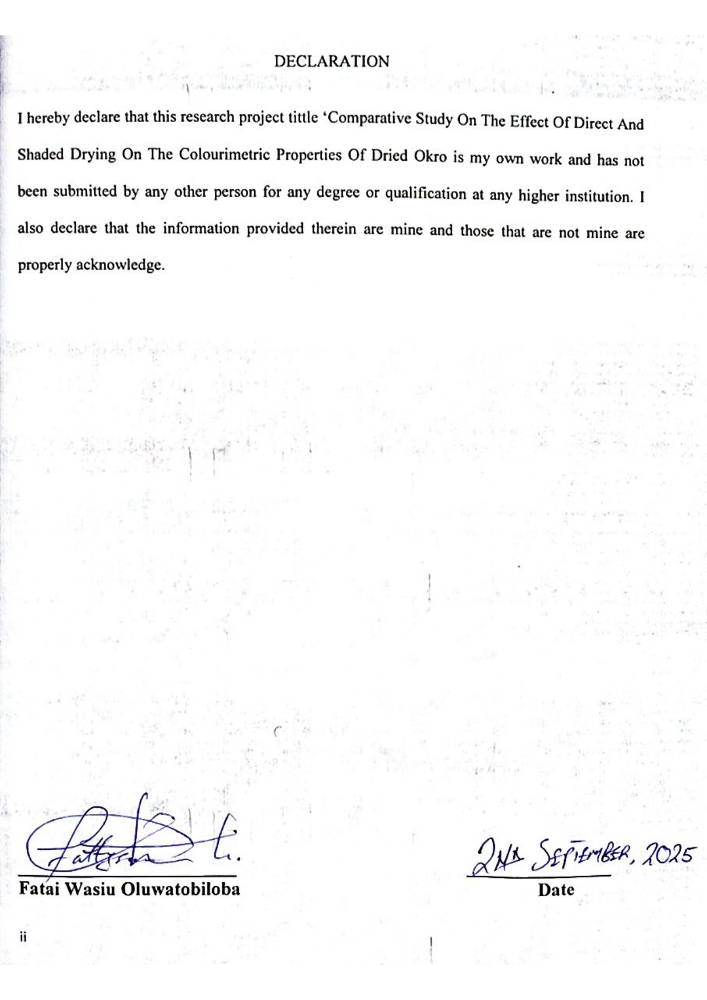 DECLARATION
I hereby declare that this research project tittle ‘Comparative Study On The Effect Of Direct And
Shaded Drying On The Colourimetric Properties Of Dried Okro is my own work and has not
been submitted by any other person for any degree or qualification at any higher institution. I
also declare that the information provided therein are mine and those that are not mine are
properly acknowledge.
2nd SEPTEMBER, 2025
Fatai Wasiu Oluwatobiloba Date
ii